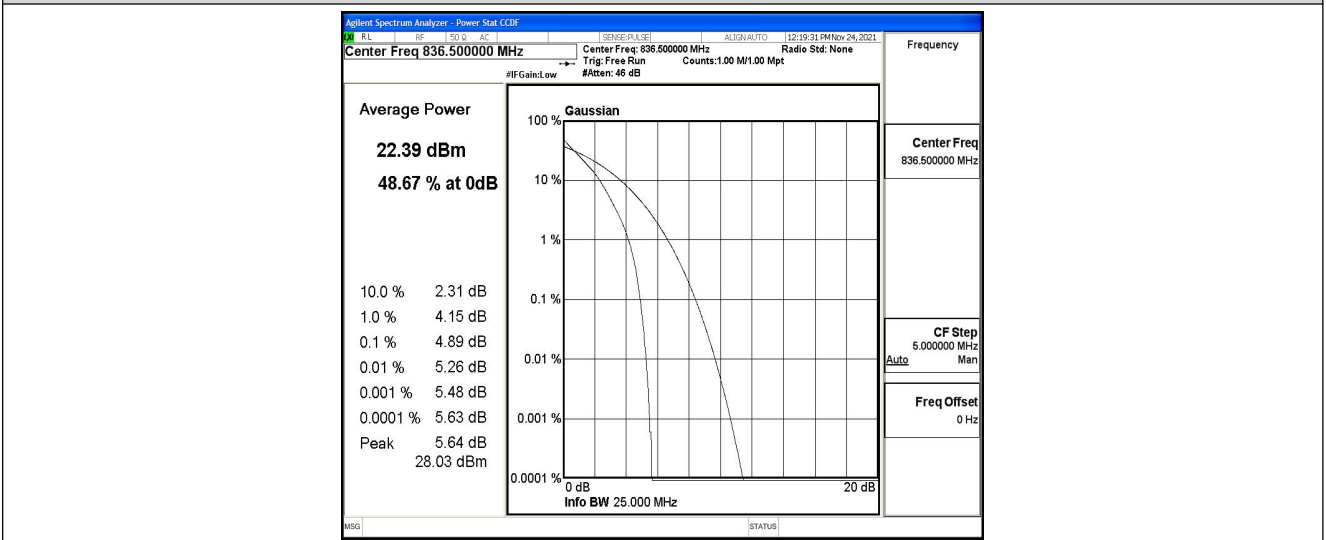 Agilent Spectrum Analyzer - Power Stat CCDF
LXI RL RF 50 Ω AC SENSE:PULSE ALIGN AUTO 12:19:31 PM Nov 24, 2021
Center Freq 836.500000 MHz
Center Freq: 836.500000 MHz Radio Std: None
Trig: Free Run Counts:1.00 M/1.00 Mpt
#IFGain:Low #Atten: 46 dB
Frequency
Average Power
22.39 dBm
48.67 % at 0dB
10.0 % 2.31 dB
1.0 % 4.15 dB
0.1 % 4.89 dB
0.01 % 5.26 dB
0.001 % 5.48 dB
0.0001 % 5.63 dB
Peak 5.64 dB
28.03 dBm
Gaussian
100 %
10 %
1 %
0.1 %
0.01 %
0.001 %
0.0001 %
0 dB 20 dB
Info BW 25.000 MHz
Center Freq
836.500000 MHz
CF Step
5.000000 MHz
Auto Man
Freq Offset
0 Hz
MSG STATUS